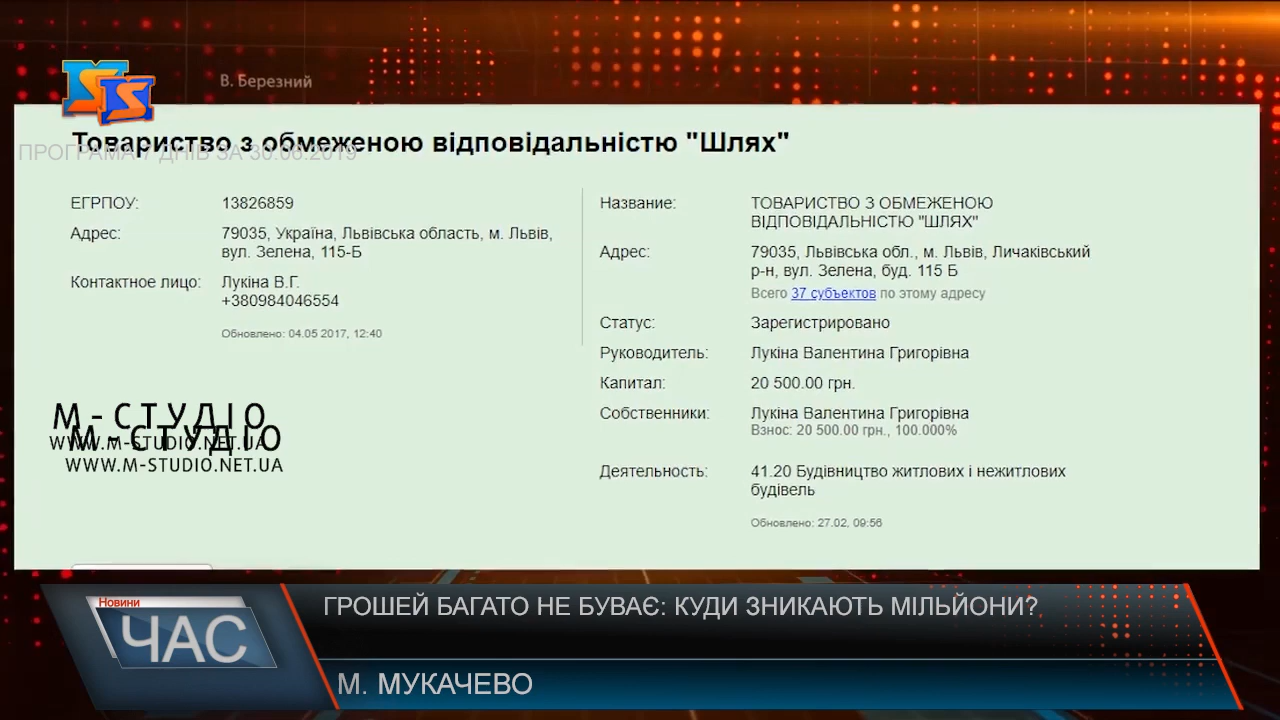 В. Березний
Товариство з обмеженою відповідальністю "Шлях"
ПРОГРАМА 7 ДНІВ ЗА 30.06.2019
ЕГРПОУ: 13826859
Адрес: 79035, Україна, Львівська область, м. Львів,
вул. Зелена, 115-Б
Контактное лицо: Лукіна В.Г.
+380984046554
Обновлено: 04.05 2017, 12:40
Название: ТОВАРИСТВО З ОБМЕЖЕНОЮ
ВІДПОВІДАЛЬНІСТЮ "ШЛЯХ"
Адрес: 79035, Львівська обл., м. Львів, Личаківський
р-н, вул. Зелена, буд. 115 Б
Всего 37 субъектов по этому адресу
Статус: Зарегистрировано
Руководитель: Лукіна Валентина Григорівна
Капитал: 20 500.00 грн.
Собственники: Лукіна Валентина Григорівна
Взнос: 20 500.00 грн., 100.000%
Деятельность: 41.20 Будівництво житлових і нежитлових
будівель
Обновлено: 27.02, 09:56
М-СТУДІО
WWW.M-STUDIO.NET.UA
М-СТУДІО
WWW.M-STUDIO.NET.UA
Новини
ЧАС
ГРОШЕЙ БАГАТО НЕ БУВАЄ: КУДИ ЗНИКАЮТЬ МІЛЬЙОНИ?
М. МУКАЧЕВО